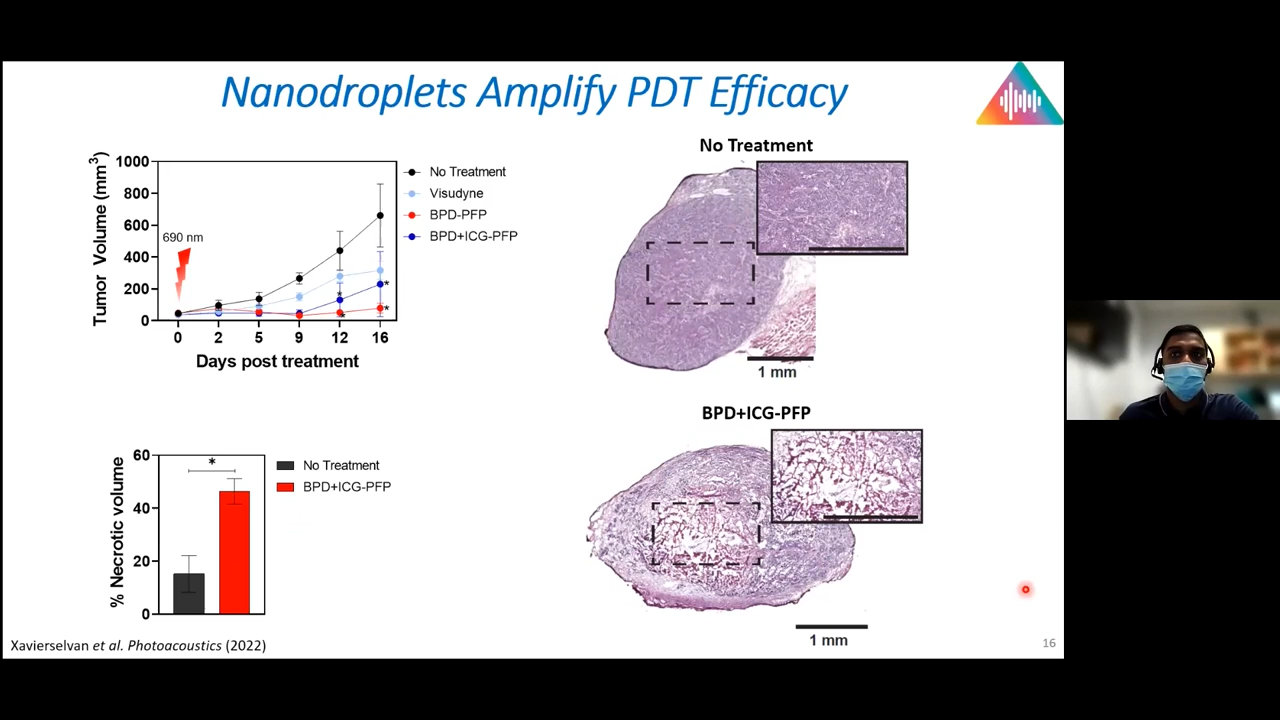 Nanodroplets Amplify PDT Efficacy
Tumor Volume (mm³)
1000
800
600
400
200
0
690 nm
0 2 5 9 12 16
Days post treatment
No Treatment
Visudyne
BPD-PFP
BPD+ICG-PFP
*
*
*
*
No Treatment
1 mm
BPD+ICG-PFP
1 mm
% Necrotic volume
60
40
20
0
*
No Treatment
BPD+ICG-PFP
Xavierselvan et al. Photoacoustics (2022)
16